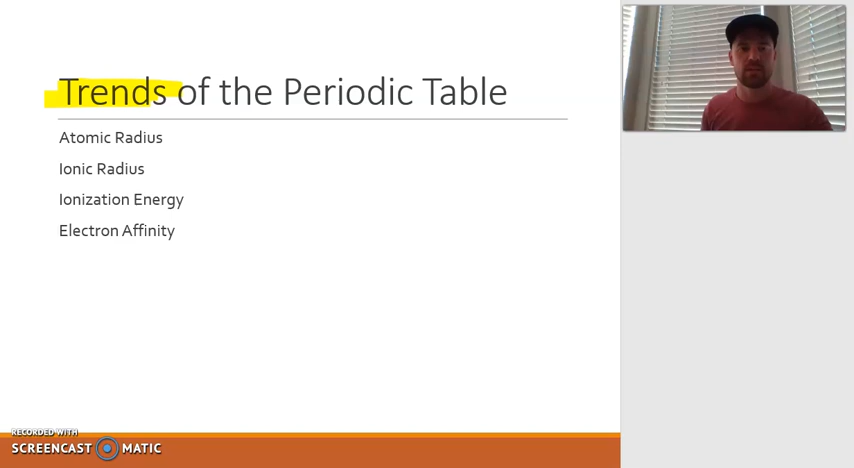 Trends of the Periodic Table
Atomic Radius
Ionic Radius
Ionization Energy
Electron Affinity
RECORDED WITH
SCREENCAST MATIC